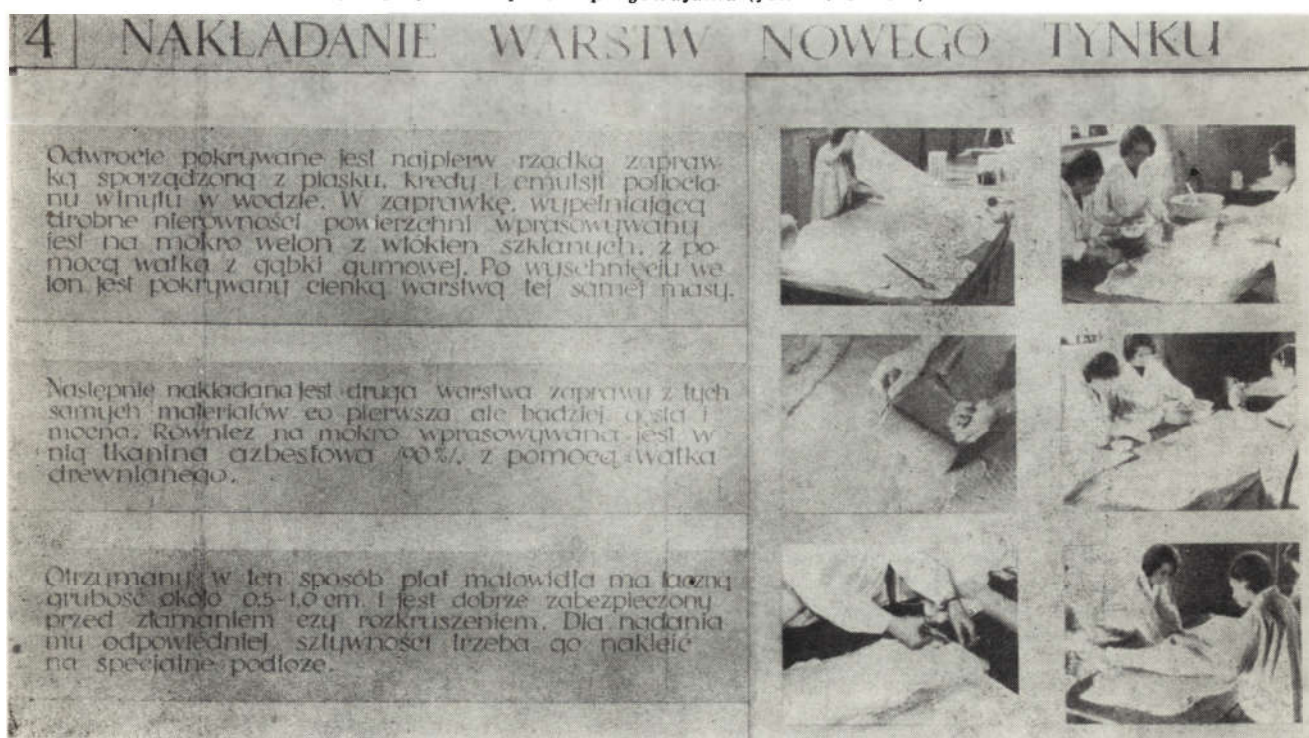 4 NAKŁADANIE WARSTW NOWEGO TYNKU
Odwrocie pokrywane jest najpierw rzadką zapraw-
ką sporządzoną z piasku, kredy i emulsji poliocta-
nu winylu w wodzie. W zaprawkę, wypełniającą
drobne nierówności powierzchni wprasowywany
jest na mokro welon z włókien szklanych, z po-
mocą wałka z gąbki gumowej. Po wyschnięciu we
lon jest pokrywany cienką warstwą tej samej masy.
Następnie nakładana jest druga warstwa zaprawy z tych
samych materiałów co pierwsza ale badziej gęsta i
mocna. Również na mokro wprasowywana jest w
nią tkanina azbestowa 90%, z pomocą wałka
drewnianego.
Otrzymany w ten sposób płat malowidła ma łączną
grubość około 0,5-1,0 cm. i jest dobrze zabezpieczony
przed złamaniem czy rozkruszeniem. Dla nadania
mu odpowiedniej sztywności trzeba go nakleić
na specjalne podłoże.